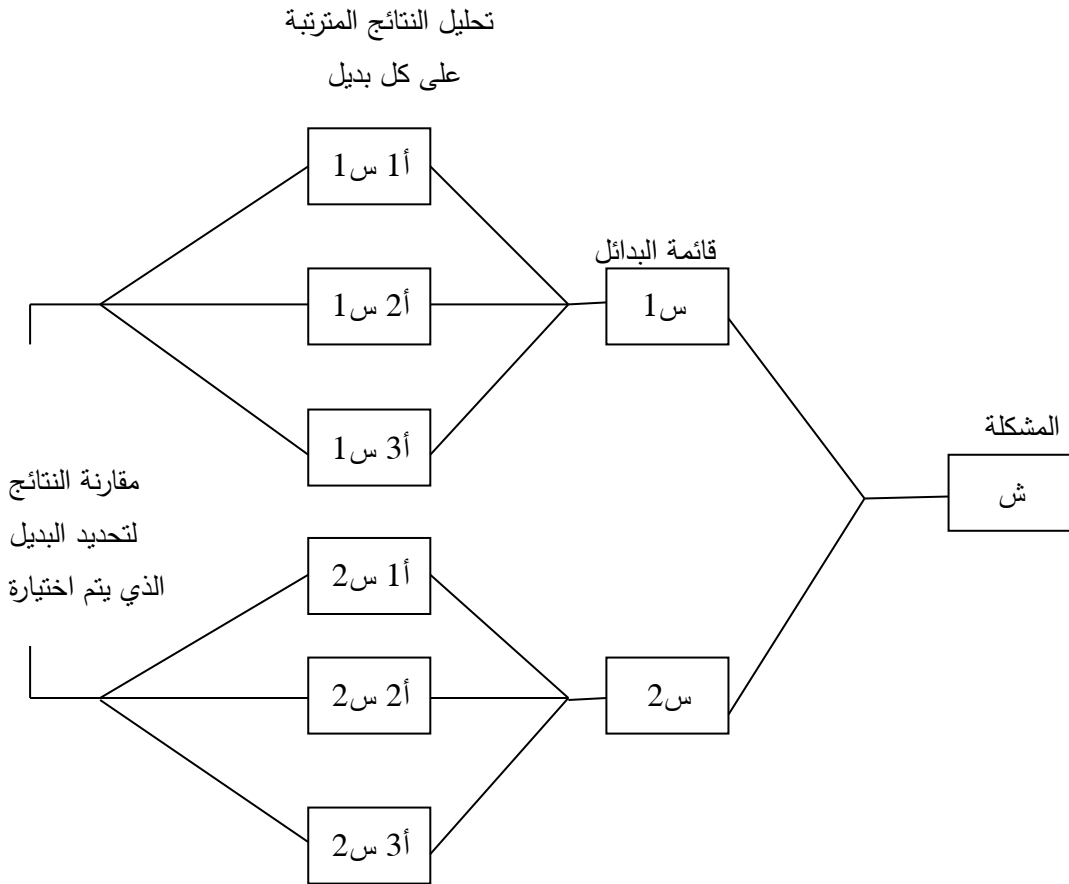 تحليل النتائج المترتبة
على كل بديل
أ1 س1
قائمة البدائل
أ2 س1
س1
أ3 س1
المشكلة
ش
مقارنة النتائج
لتحديد البديل
الذي يتم اختيارة
أ1 س2
أ2 س2
س2
أ3 س2